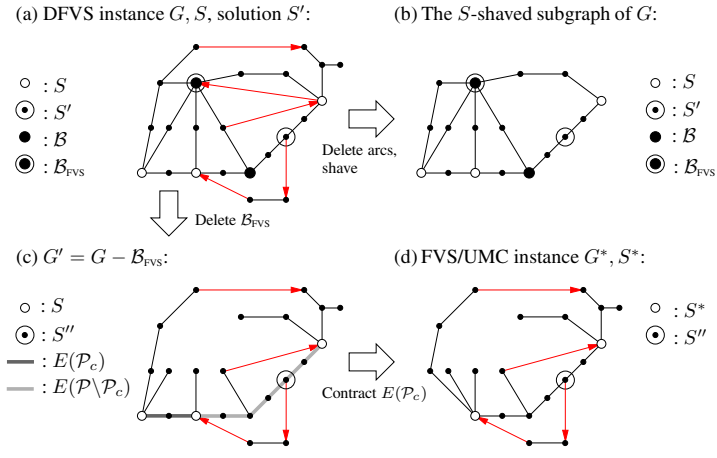 (a) DFVS instance G, S, solution S′:
(b) The S-shaved subgraph of G:
: S
: S′
: B
: B_FVS
Delete arcs,
shave
: S
: S′
: B
: B_FVS
Delete B_FVS
(c) G′ = G − B_FVS:
(d) FVS/UMC instance G*, S*:
: S
: S″
: E(P_c)
: E(P\P_c)
Contract E(P_c)
: S*
: S″